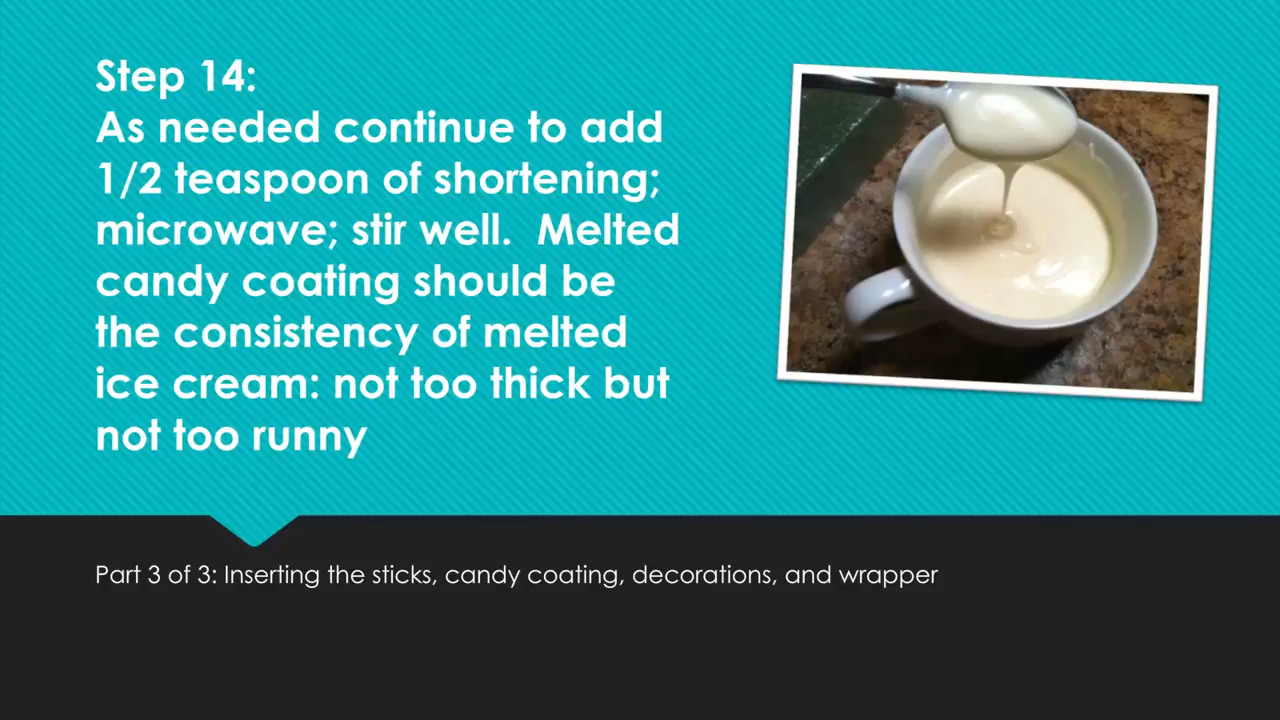 Step 14:
As needed continue to add
1/2 teaspoon of shortening;
microwave; stir well.  Melted
candy coating should be
the consistency of melted
ice cream: not too thick but
not too runny
Part 3 of 3: Inserting the sticks, candy coating, decorations, and wrapper